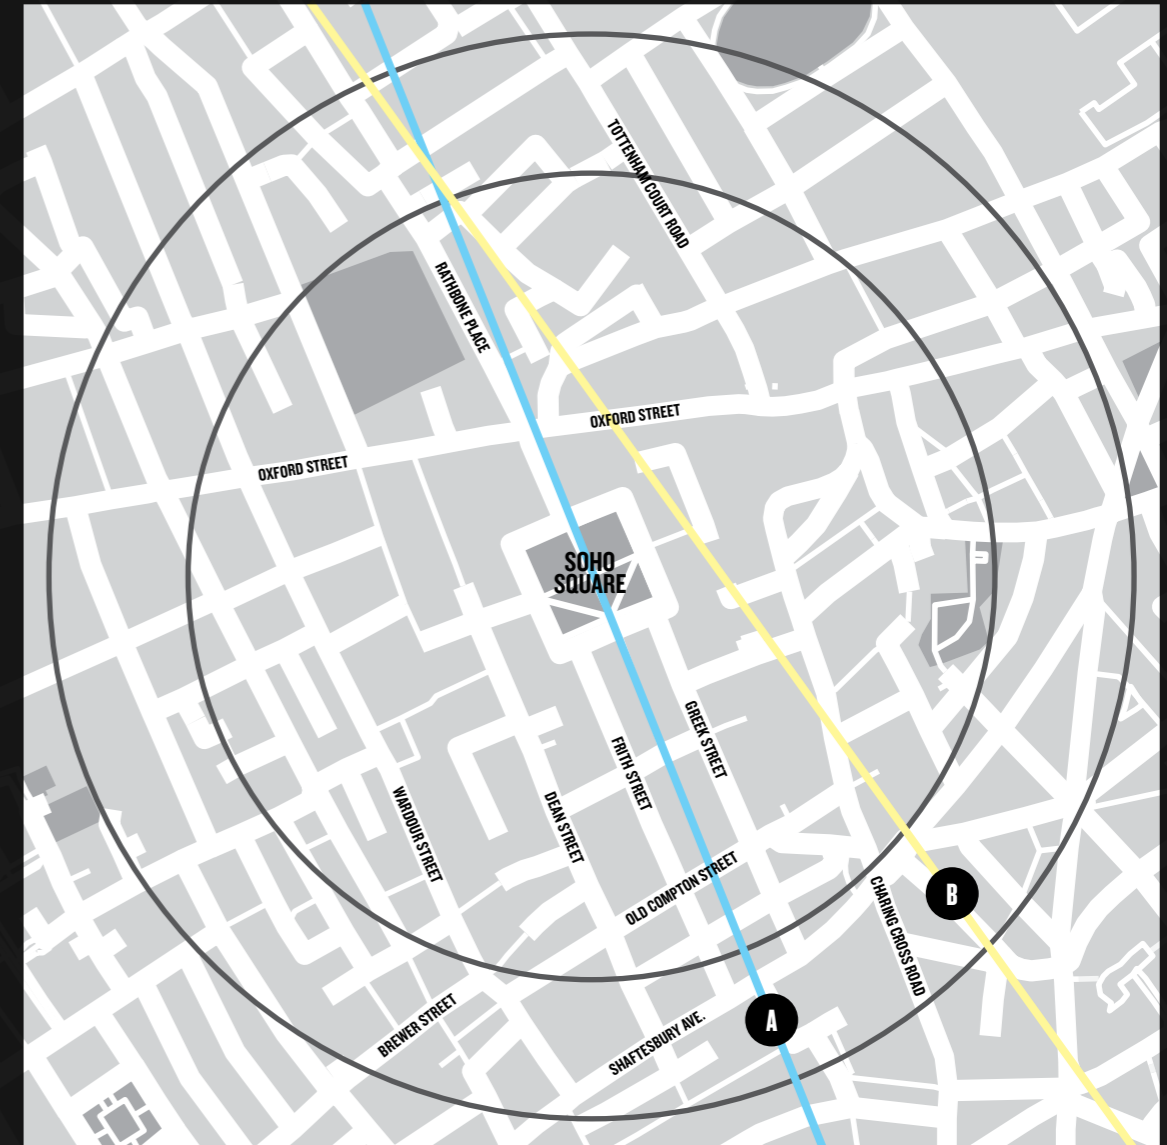 TOTTENHAM COURT ROAD
RATHBONE PLACE
OXFORD STREET
OXFORD STREET
SOHO
SQUARE
GREEK STREET
FRITH STREET
WARDOUR STREET
DEAN STREET
OLD COMPTON STREET
CHARING CROSS ROAD
B
BREWER STREET
SHAFTESBURY AVE.
A